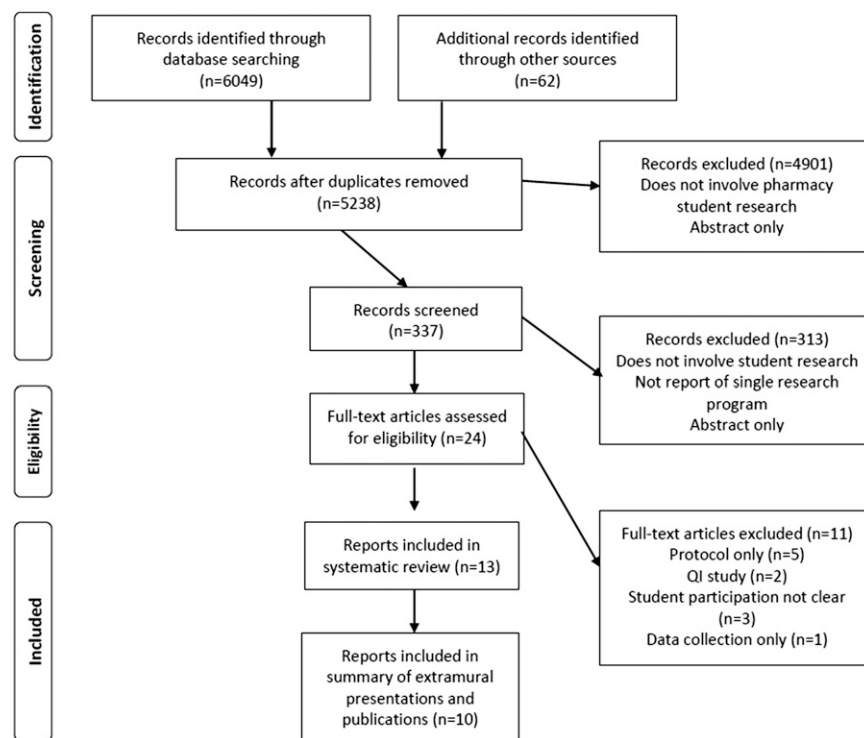 Identification
Records identified through
database searching
(n=6049)
Additional records identified
through other sources
(n=62)
Screening
Records after duplicates removed
(n=5238)
Records excluded (n=4901)
Does not involve pharmacy
student research
Abstract only
Records screened
(n=337)
Records excluded (n=313)
Does not involve student research
Not report of single research
program
Abstract only
Eligibility
Full-text articles assessed
for eligibility (n=24)
Full-text articles excluded (n=11)
Protocol only (n=5)
QI study (n=2)
Student participation not clear
(n=3)
Data collection only (n=1)
Included
Reports included in
systematic review (n=13)
Reports included in
summary of extramural
presentations and
publications (n=10)